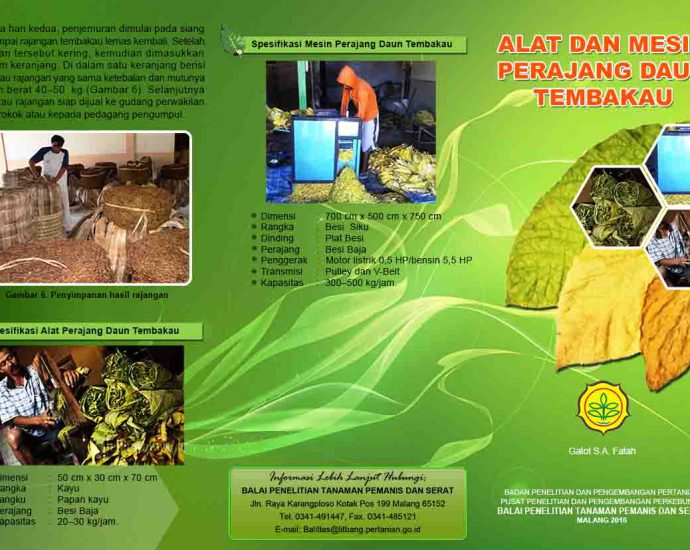 a hari kedua, penjemuran dimulai pada siang
mpai rajangan tembakau lemas kembali. Setelah
an tersebut kering, kemudian dimasukkan
m keranjang. Di dalam satu keranjang berisi
au rajangan yang sama ketebalan dan mutunya
n berat 40–50 kg (Gambar 6). Selanjutnya
au rajangan siap dijual ke gudang perwakilan
rokok atau kepada pedagang pengumpul.
Gambar 6. Penyimpanan hasil rajangan
esifikasi Alat Perajang Daun Tembakau
imensi : 50 cm x 30 cm x 70 cm
angka : Kayu
angku : Papan kayu
erajang : Besi Baja
apasitas : 20–30 kg/jam.
Spesifikasi Mesin Perajang Daun Tembakau
Dimensi : 700 cm x 500 cm x 750 cm
Rangka : Besi Siku
Dinding : Plat Besi
Perajang : Besi Baja
Penggerak : Motor listrik 0,5 HP/bensin 5,5 HP
Transmisi : Pulley dan V-Belt
Kapasitas : 300–500 kg/jam.
Informasi Lebih Lanjut Hubungi:
BALAI PENELITIAN TANAMAN PEMANIS DAN SERAT
Jln. Raya Karangploso Kotak Pos 199 Malang 65152
Tel. 0341-491447, Fax. 0341-485121
E-mail: Balittas@litbang.pertanian.go.id
ALAT DAN MESI
PERAJANG DAU
TEMBAKAU
Gatot S.A. Fatah
BADAN PENELITIAN DAN PENGEMBANGAN PERTANI
PUSAT PENELITIAN DAN PENGEMBANGAN PERKEBUN
BALAI PENELITIAN TANAMAN PEMANIS DAN SE
MALANG 2016